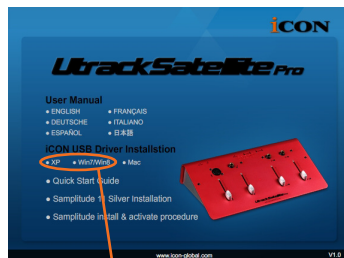 iCON
UtrackSatellite Pro
User Manual
• ENGLISH • FRANÇAIS
• DEUTSCHE • ITALIANO
• ESPAÑOL • 日本語
iCON USB Driver Installstion
• XP • Win7/Win8 • Mac
• Quick Start Guide
• Samplitude 11 Silver Installation
• Samplitude install & activate procedure
www.icon-global.com V1.0